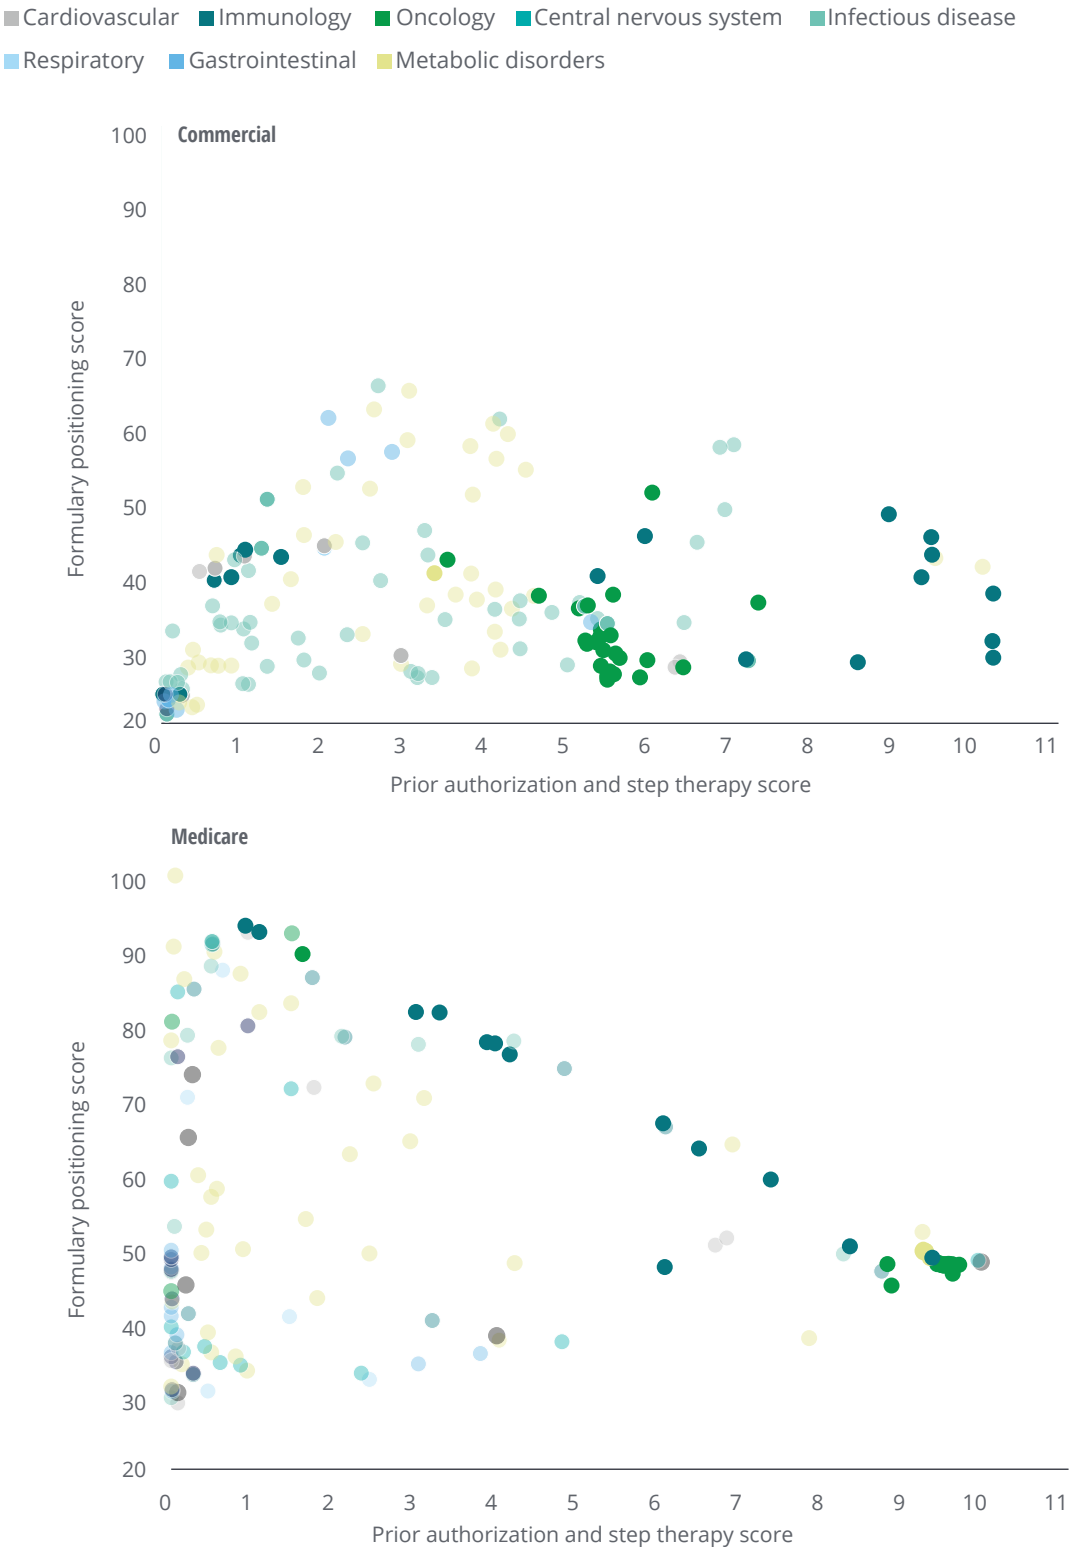 Cardiovascular Immunology Oncology Central nervous system Infectious disease
Respiratory Gastrointestinal Metabolic disorders
Commercial
100
90
80
70
60
50
40
30
20
Formulary positioning score
0 1 2 3 4 5 6 7 8 9 10 11
Prior authorization and step therapy score
Medicare
100
90
80
70
60
50
40
30
20
Formulary positioning score
0 1 2 3 4 5 6 7 8 9 10 11
Prior authorization and step therapy score